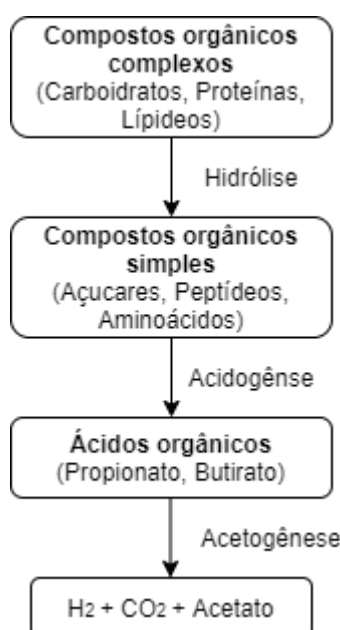 Compostos orgânicos
complexos
(Carboidratos, Proteínas,
Lípideos)
Hidrólise
Compostos orgânicos
simples
(Açucares, Peptídeos,
Aminoácidos)
Acidogênse
Ácidos orgânicos
(Propionato, Butirato)
Acetogênese
H2 + CO2 + Acetato